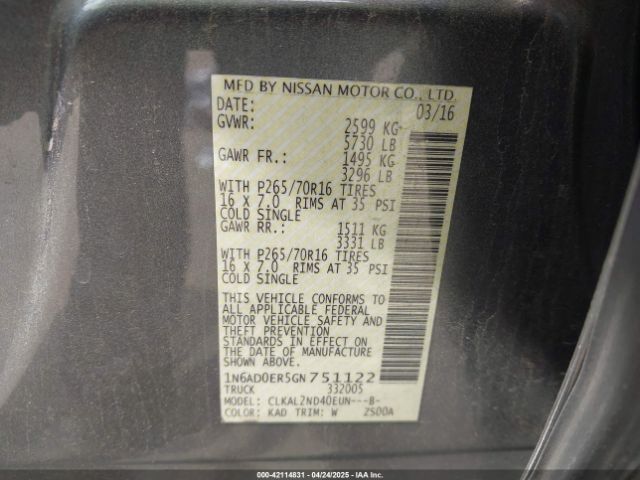 MFD BY NISSAN MOTOR CO., LTD.
DATE: 03/16
GVWR: 2599 KG
5730 LB
GAWR FR.: 1495 KG
3296 LB
WITH P265/70R16 TIRES
16 X 7.0 RIMS AT 35 PSI
COLD SINGLE
GAWR RR.: 1511 KG
3331 LB
WITH P265/70R16 TIRES
16 X 7.0 RIMS AT 35 PSI
COLD SINGLE
THIS VEHICLE CONFORMS TO
ALL APPLICABLE FEDERAL
MOTOR VEHICLE SAFETY AND
THEFT PREVENTION
STANDARDS IN EFFECT ON
THE DATE OF MANUFACTURE
SHOWN ABOVE.
1N6AD0ER5GN 751122
TRUCK 332005
MODEL: CLKAL2ND40EUN---B-
COLOR: KAD TRIM: W 2S00A
000-42114831 - 04/24/2025 - IAAI.com